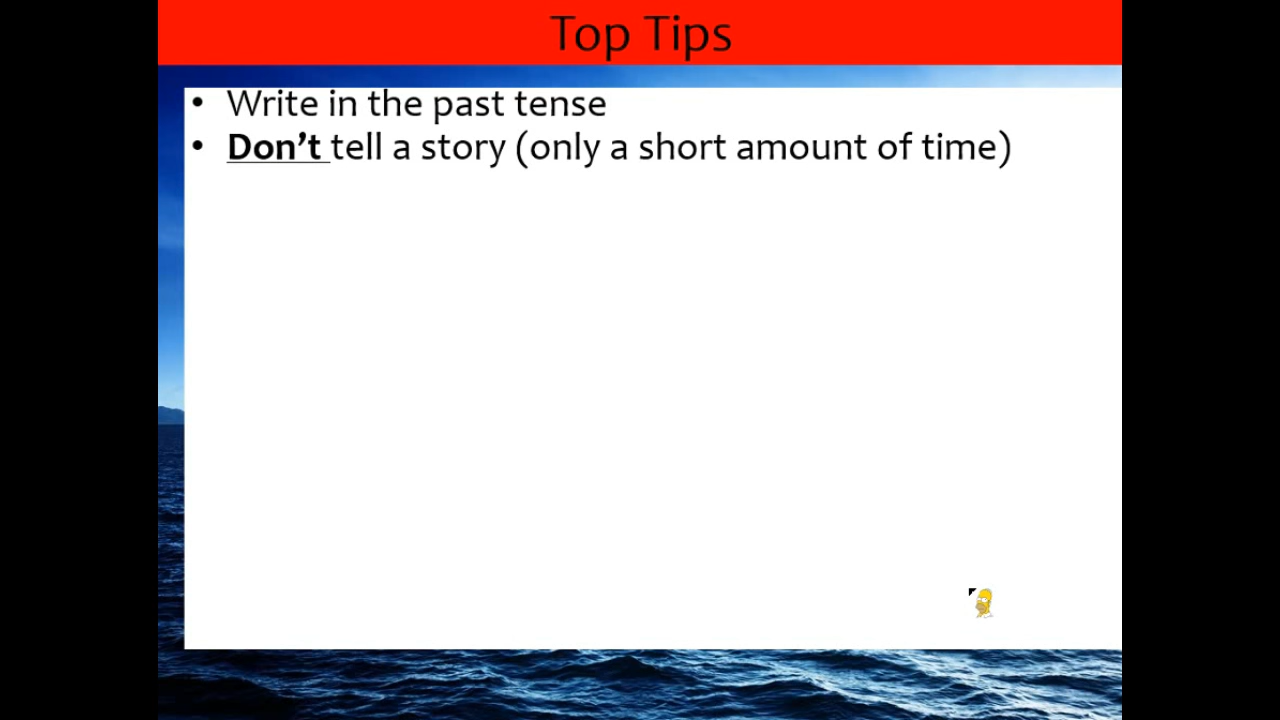 Top Tips
• Write in the past tense
• Don’t tell a story (only a short amount of time)